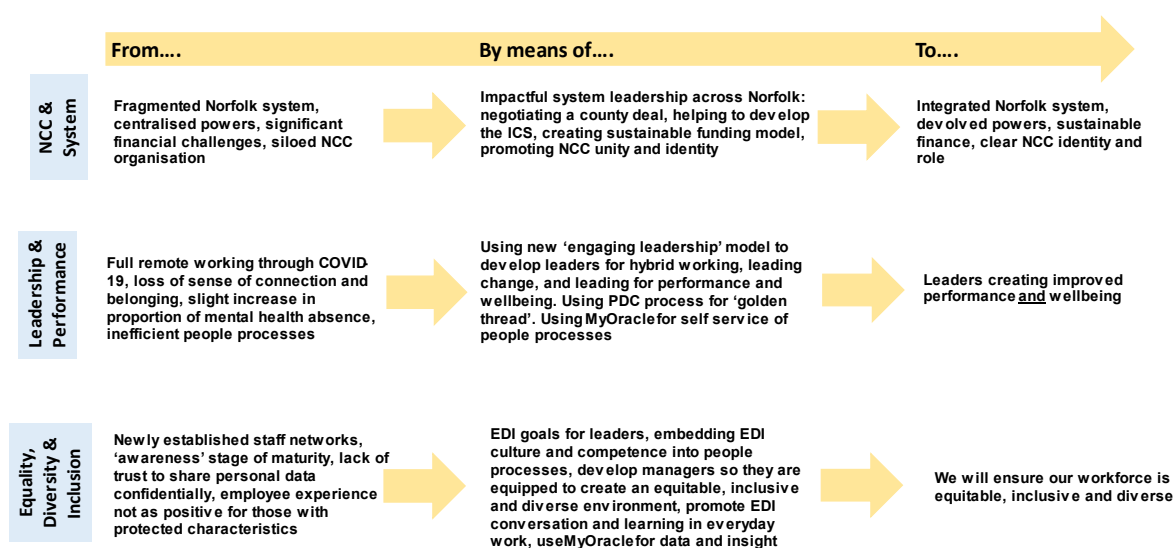 From....
By means of....
To....
NCC &
System
Fragmented Norfolk system,
centralised powers, significant
financial challenges, siloed NCC
organisation
Impactful system leadership across Norfolk:
negotiating a county deal, helping to develop
the ICS, creating sustainable funding model,
promoting NCC unity and identity
Integrated Norfolk system,
devolved powers, sustainable
finance, clear NCC identity and
role
Leadership &
Performance
Full remote working through COVID-
19, loss of sense of connection and
belonging, slight increase in
proportion of mental health absence,
inefficient people processes
Using new ‘engaging leadership’ model to
develop leaders for hybrid working, leading
change, and leading for performance and
wellbeing. Using PDC process for ‘golden
thread’. Using MyOracle for self service of
people processes
Leaders creating improved
performance and wellbeing
Equality,
Diversity &
Inclusion
Newly established staff networks,
‘awareness’ stage of maturity, lack of
trust to share personal data
confidentially, employee experience
not as positive for those with
protected characteristics
EDI goals for leaders, embedding EDI
culture and competence into people
processes, develop managers so they are
equipped to create an equitable, inclusive
and diverse environment, promote EDI
conversation and learning in everyday
work, use MyOracle for data and insight
We will ensure our workforce is
equitable, inclusive and diverse